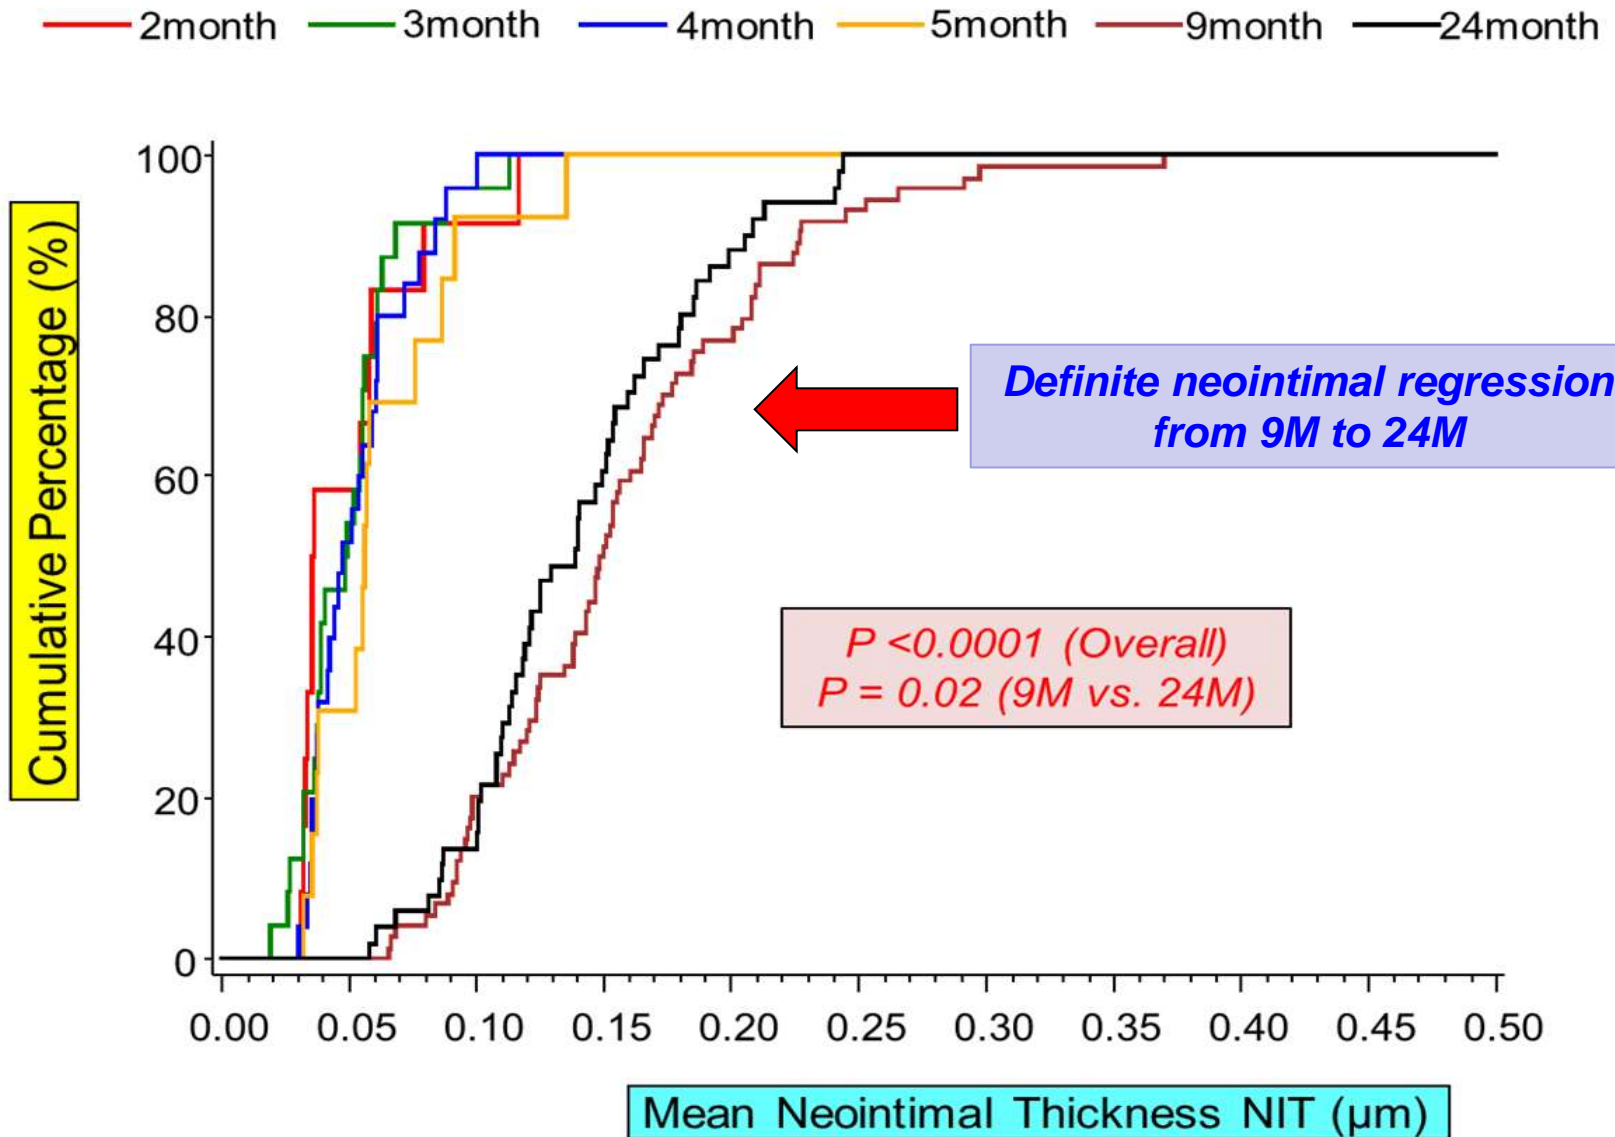 2month 3month 4month 5month 9month 24month
Cumulative Percentage (%)
100
80
60
40
20
0
Definite neointimal regression
from 9M to 24M
P <0.0001 (Overall)
P = 0.02 (9M vs. 24M)
0.00 0.05 0.10 0.15 0.20 0.25 0.30 0.35 0.40 0.45 0.50
Mean Neointimal Thickness NIT (µm)